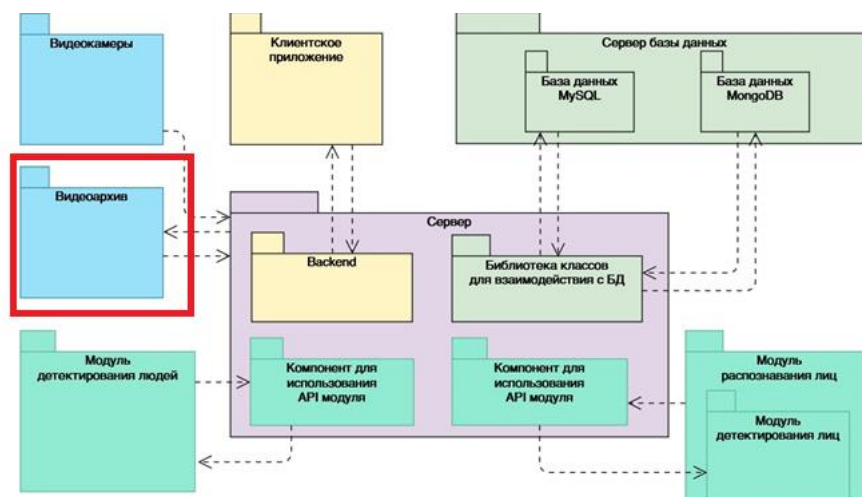 Видеокамеры
Клиентское
приложение
Сервер базы данных
База данных
MySQL
База данных
MongoDB
Видеоархив
Сервер
Backend
Библиотека классов
для взаимодействия с БД
Модуль
детектирования людей
Компонент для
использования
API модуля
Компонент для
использования
API модуля
Модуль
распознавания лиц
Модуль
детектирования лиц